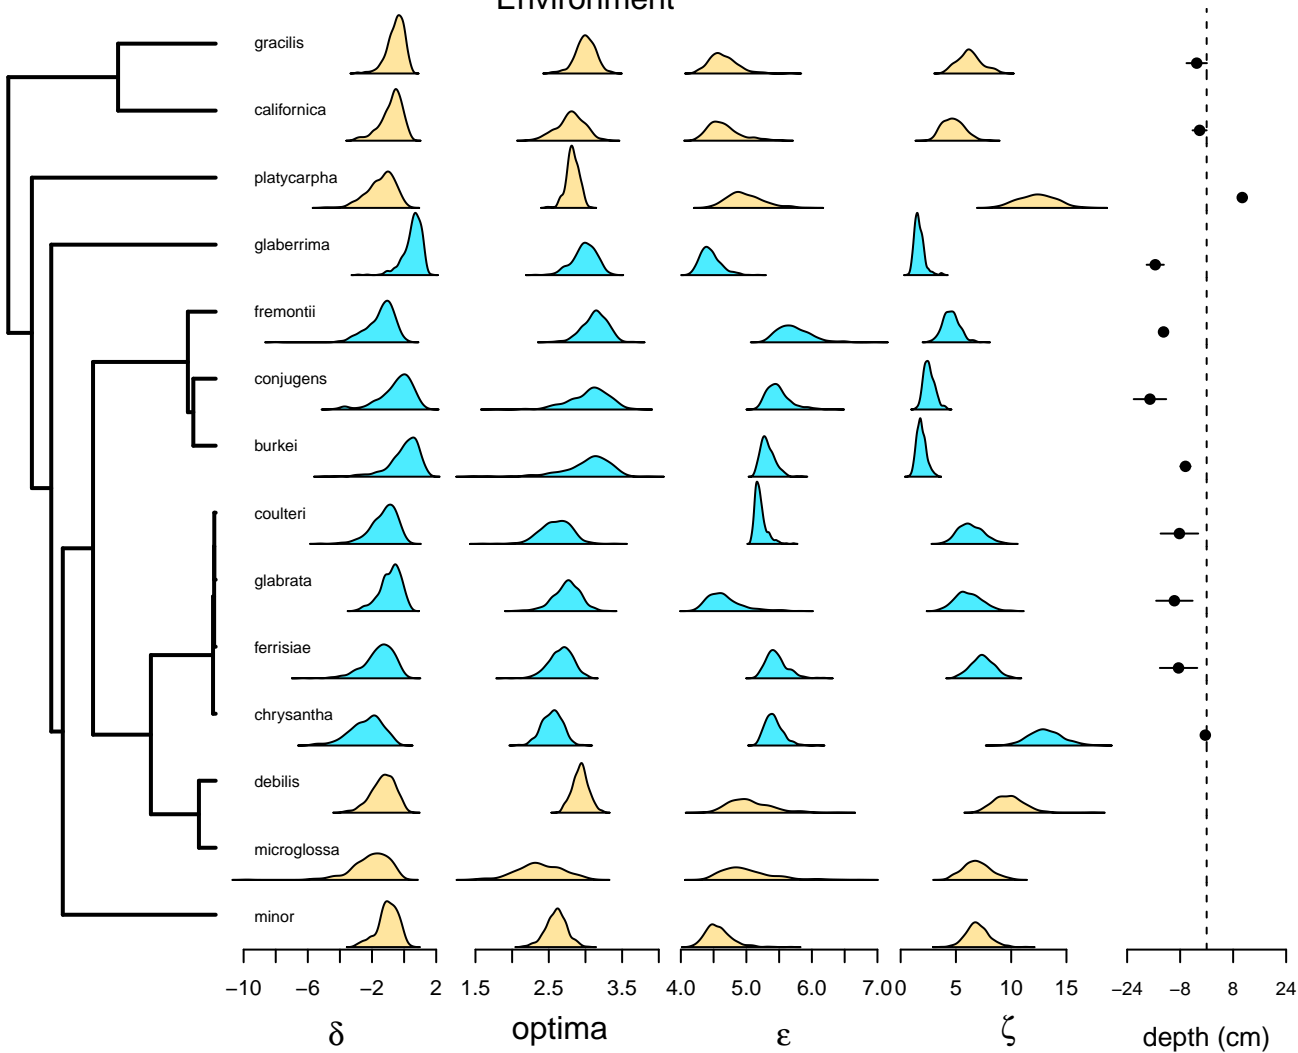 Environment
gracilis
californica
platycarpha
glaberrima
fremontii
conjugens
burkei
coulteri
glabrata
ferrisiae
chrysantha
debilis
microglossa
minor
−10 −6 −2 2 1.5 2.5 3.5 4.0 5.0 6.0 7.0 0 5 10 15 −24 −8 8 24
δ optima ε ζ depth (cm)